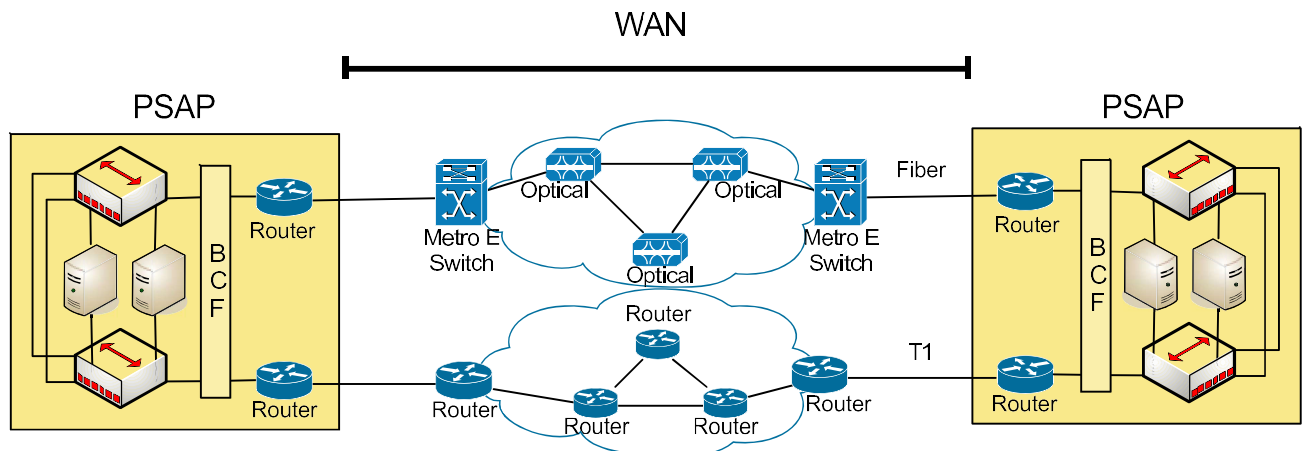 WAN
PSAP
PSAP
Optical
Optical
Fiber
Router
Metro E
Switch
Optical
Metro E
Switch
Router
B
C
F
B
C
F
Router
T1
Router
Router
Router
Router
Router
Router